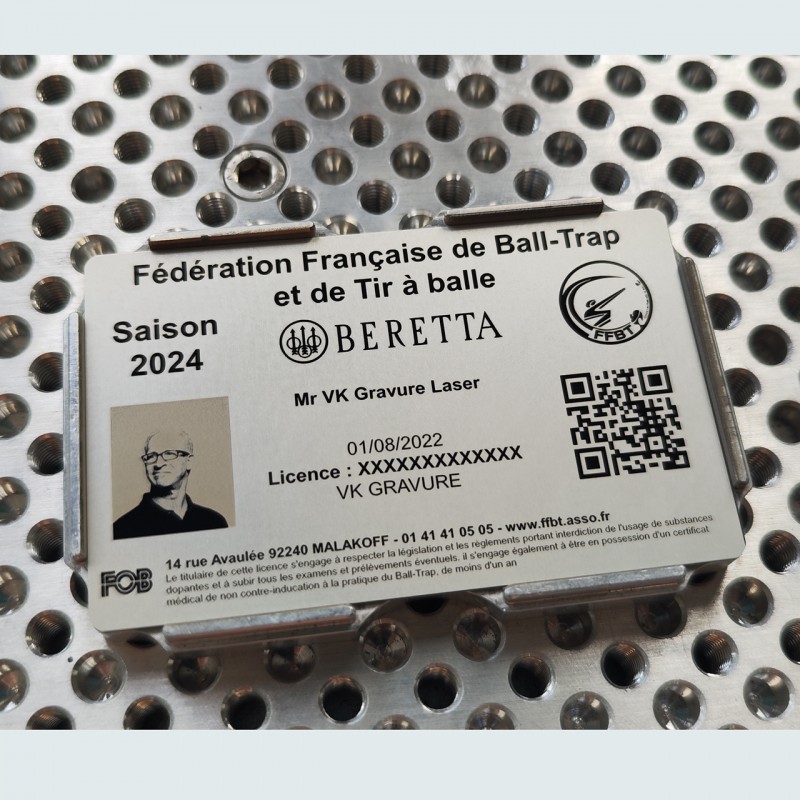 Fédération Française de Ball-Trap
et de Tir à balle
Saison
2024
BERETTA
FFBT
Mr VK Gravure Laser
01/08/2022
Licence : XXXXXXXXXXXXX
VK GRAVURE
FOB
14 rue Avaulée 92240 MALAKOFF - 01 41 41 05 05 - www.ffbt.asso.fr
Le titulaire de cette licence s'engage à respecter la législation et les règlements portant interdiction de l'usage de substances
dopantes et à subir tous les examens et prélèvements éventuels. il s'engage également à être en possession d'un certificat
médical de non contre-inducation à la pratique du Ball-Trap, de moins d'un an